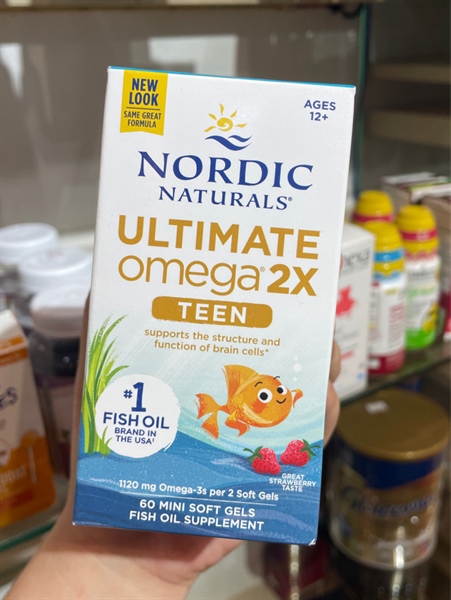 NEW
LOOK
SAME GREAT
FORMULA
AGES
12+
NORDIC
NATURALS®
ULTIMATE
omega® 2X
TEEN
supports the structure and
function of brain cells*
#1
FISH OIL
BRAND IN
THE USA†
GREAT
STRAWBERRY
TASTE
1120 mg Omega-3s per 2 Soft Gels
60 MINI SOFT GELS
FISH OIL SUPPLEMENT